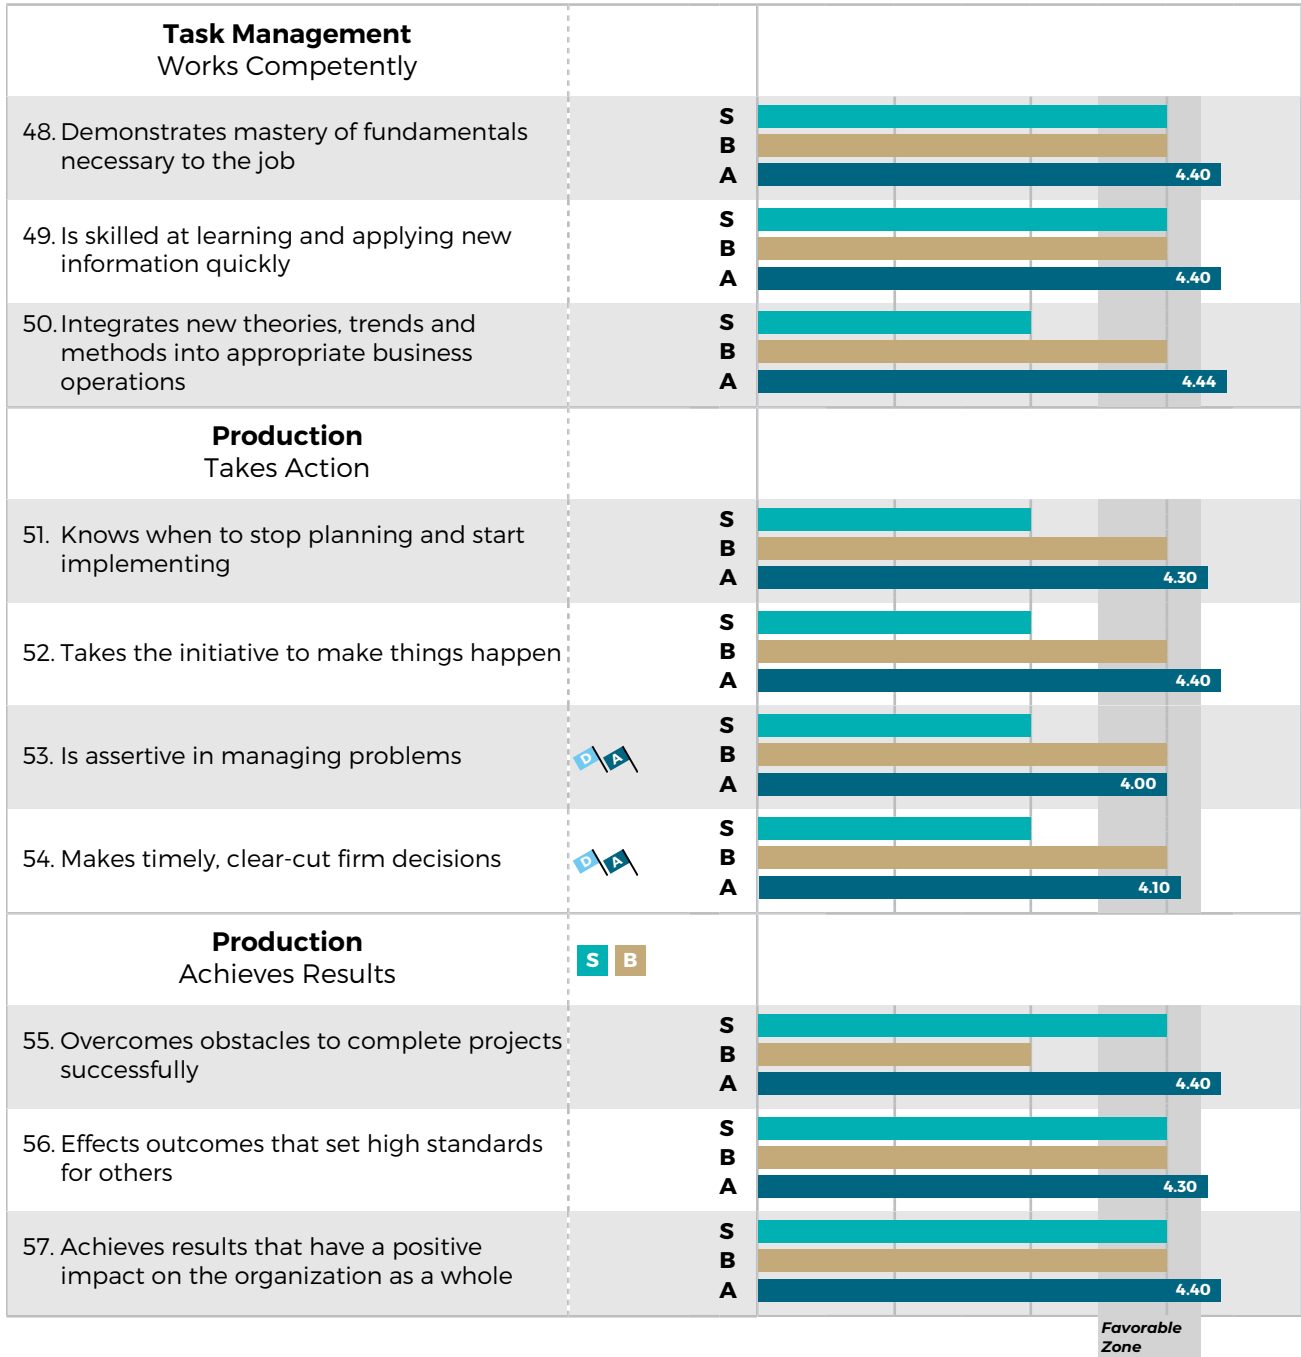 Task Management
Works Competently
48. Demonstrates mastery of fundamentals
necessary to the job
S
B
A
4.40
49. Is skilled at learning and applying new
information quickly
S
B
A
4.40
50. Integrates new theories, trends and
methods into appropriate business
operations
S
B
A
4.44
Production
Takes Action
51. Knows when to stop planning and start
implementing
S
B
A
4.30
52. Takes the initiative to make things happen
S
B
A
4.40
53. Is assertive in managing problems
D A
S
B
A
4.00
54. Makes timely, clear-cut firm decisions
D A
S
B
A
4.10
Production
Achieves Results
S B
55. Overcomes obstacles to complete projects
successfully
S
B
A
4.40
56. Effects outcomes that set high standards
for others
S
B
A
4.30
57. Achieves results that have a positive
impact on the organization as a whole
S
B
A
4.40
Favorable
Zone